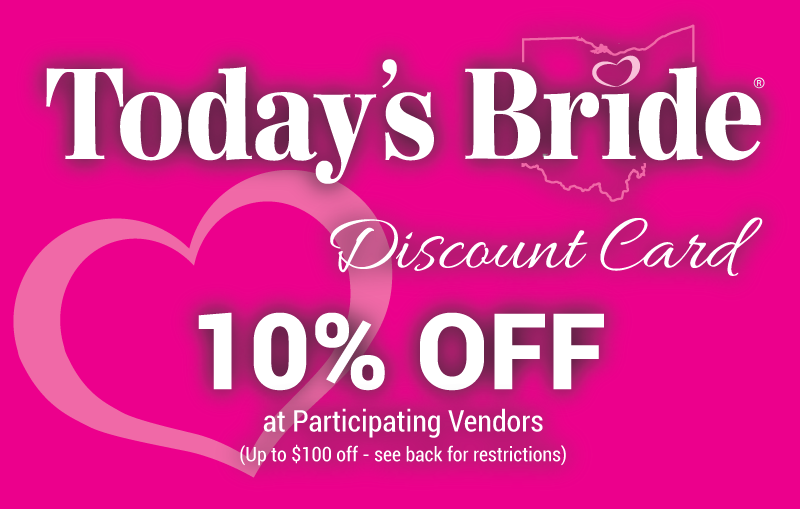 Today's Bride®
Discount Card
10% OFF
at Participating Vendors
(Up to $100 off - see back for restrictions)